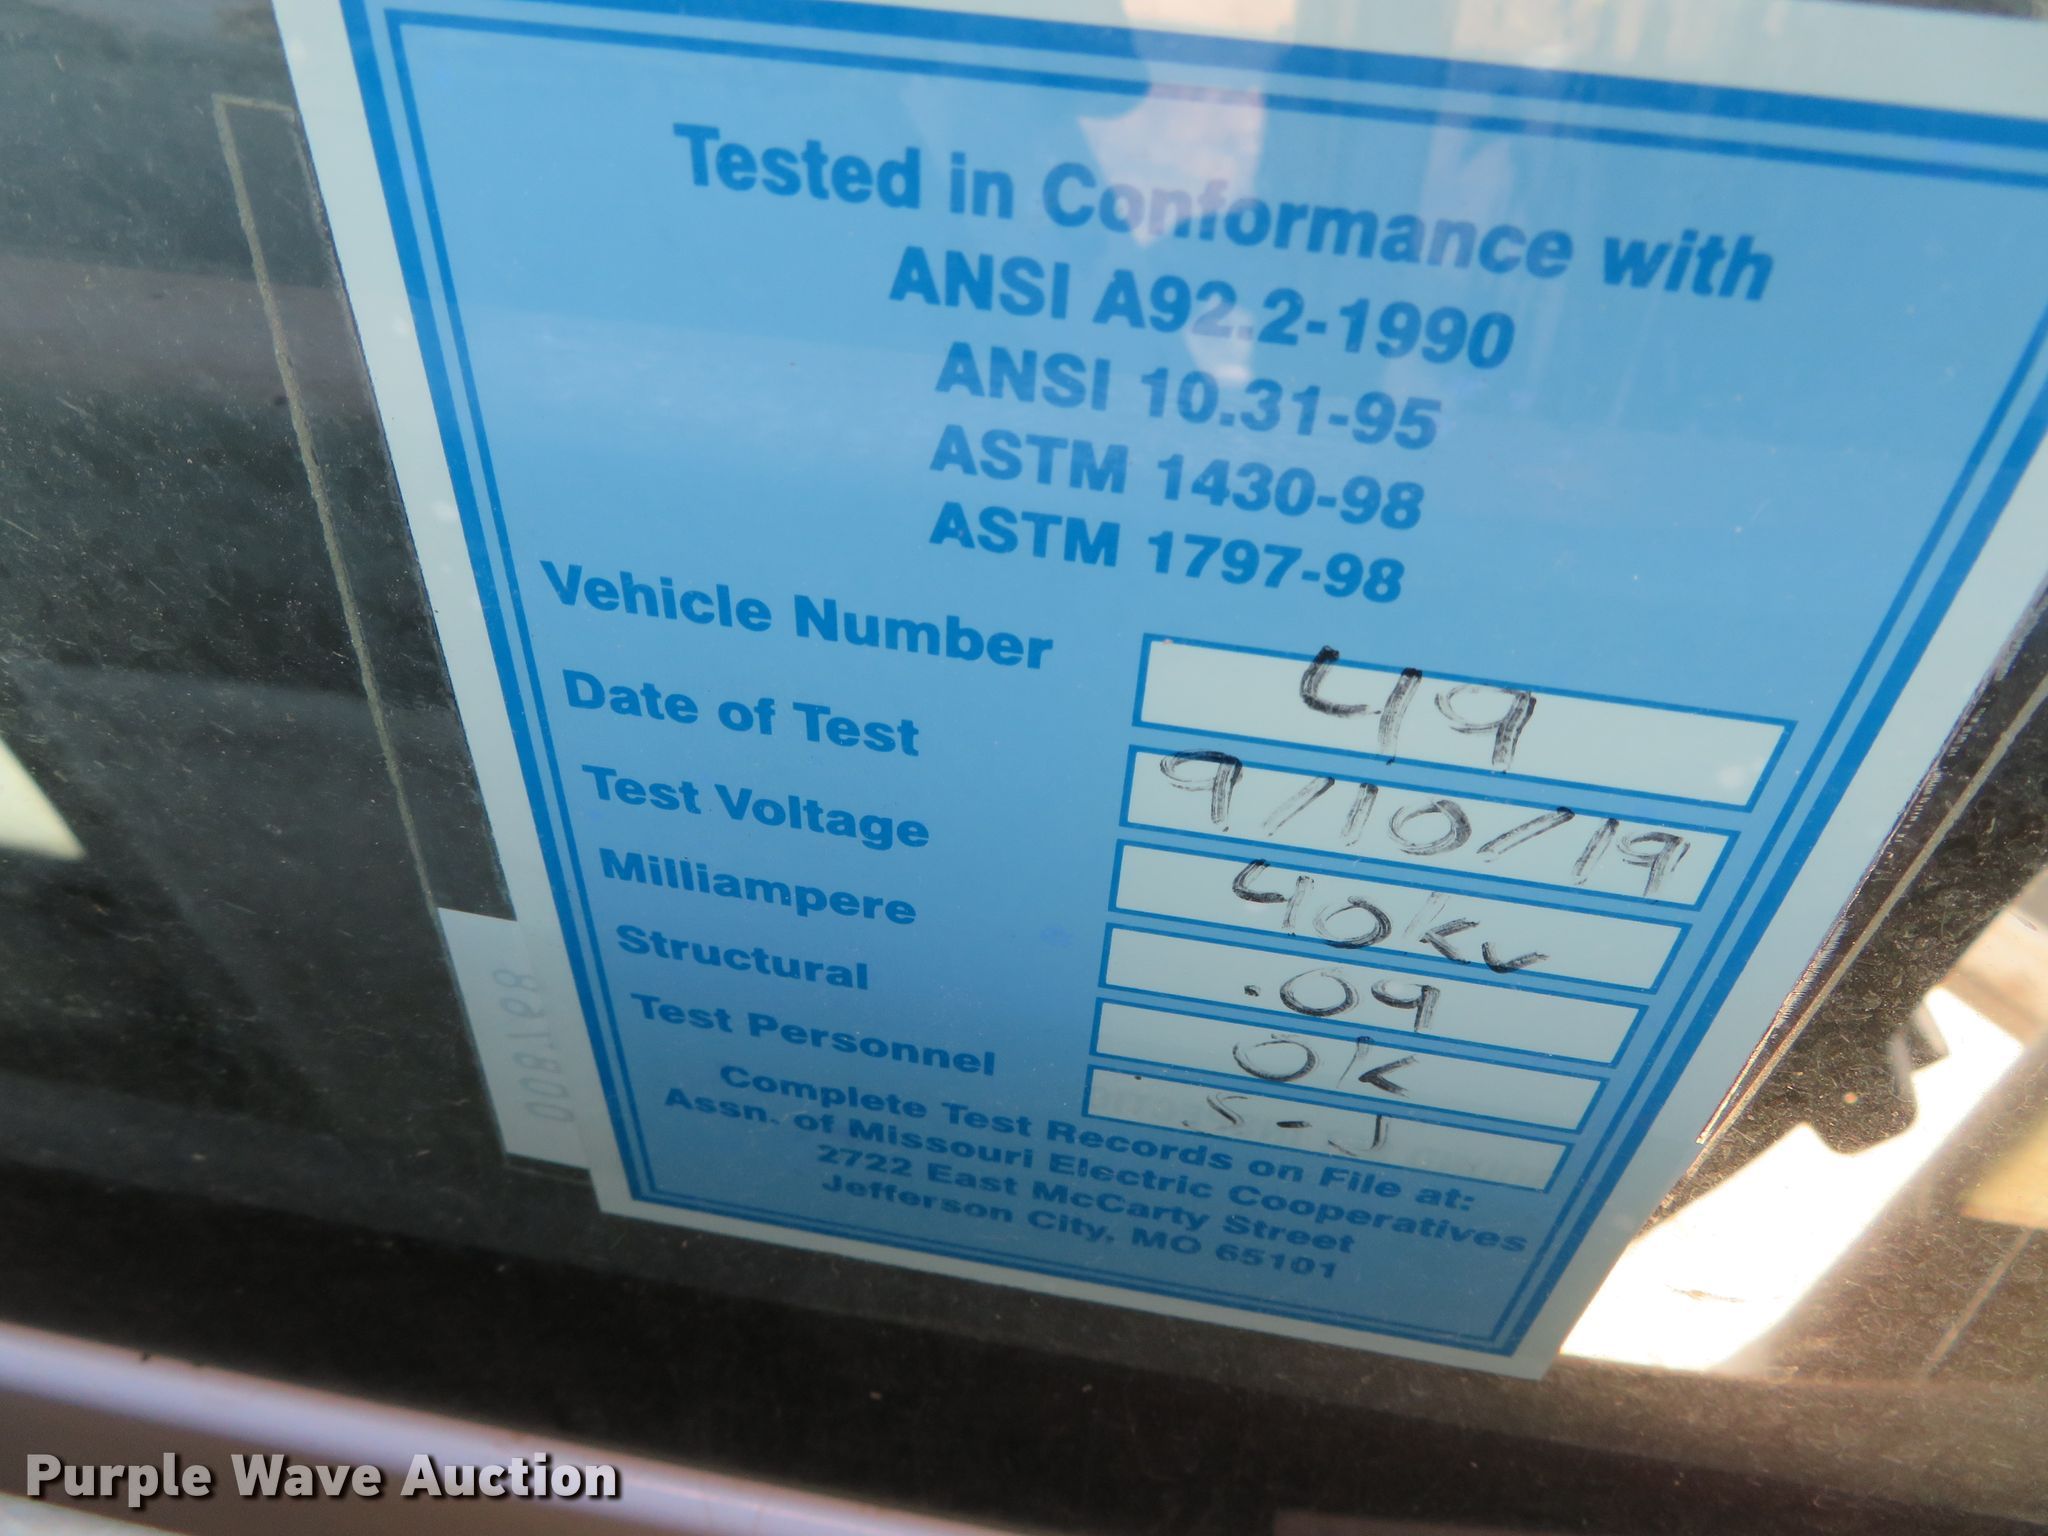 Tested in Conformance with
ANSI A92.2-1990
ANSI 10.31-95
ASTM 1430-98
ASTM 1797-98
Vehicle Number 49
Date of Test 9/10/19
Test Voltage 40kv
Milliampere .09
Structural OK
Test Personnel S-J
Complete Test Records on File at:
Assn. of Missouri Electric Cooperatives
2722 East McCarty Street
Jefferson City, MO 65101
Purple Wave Auction